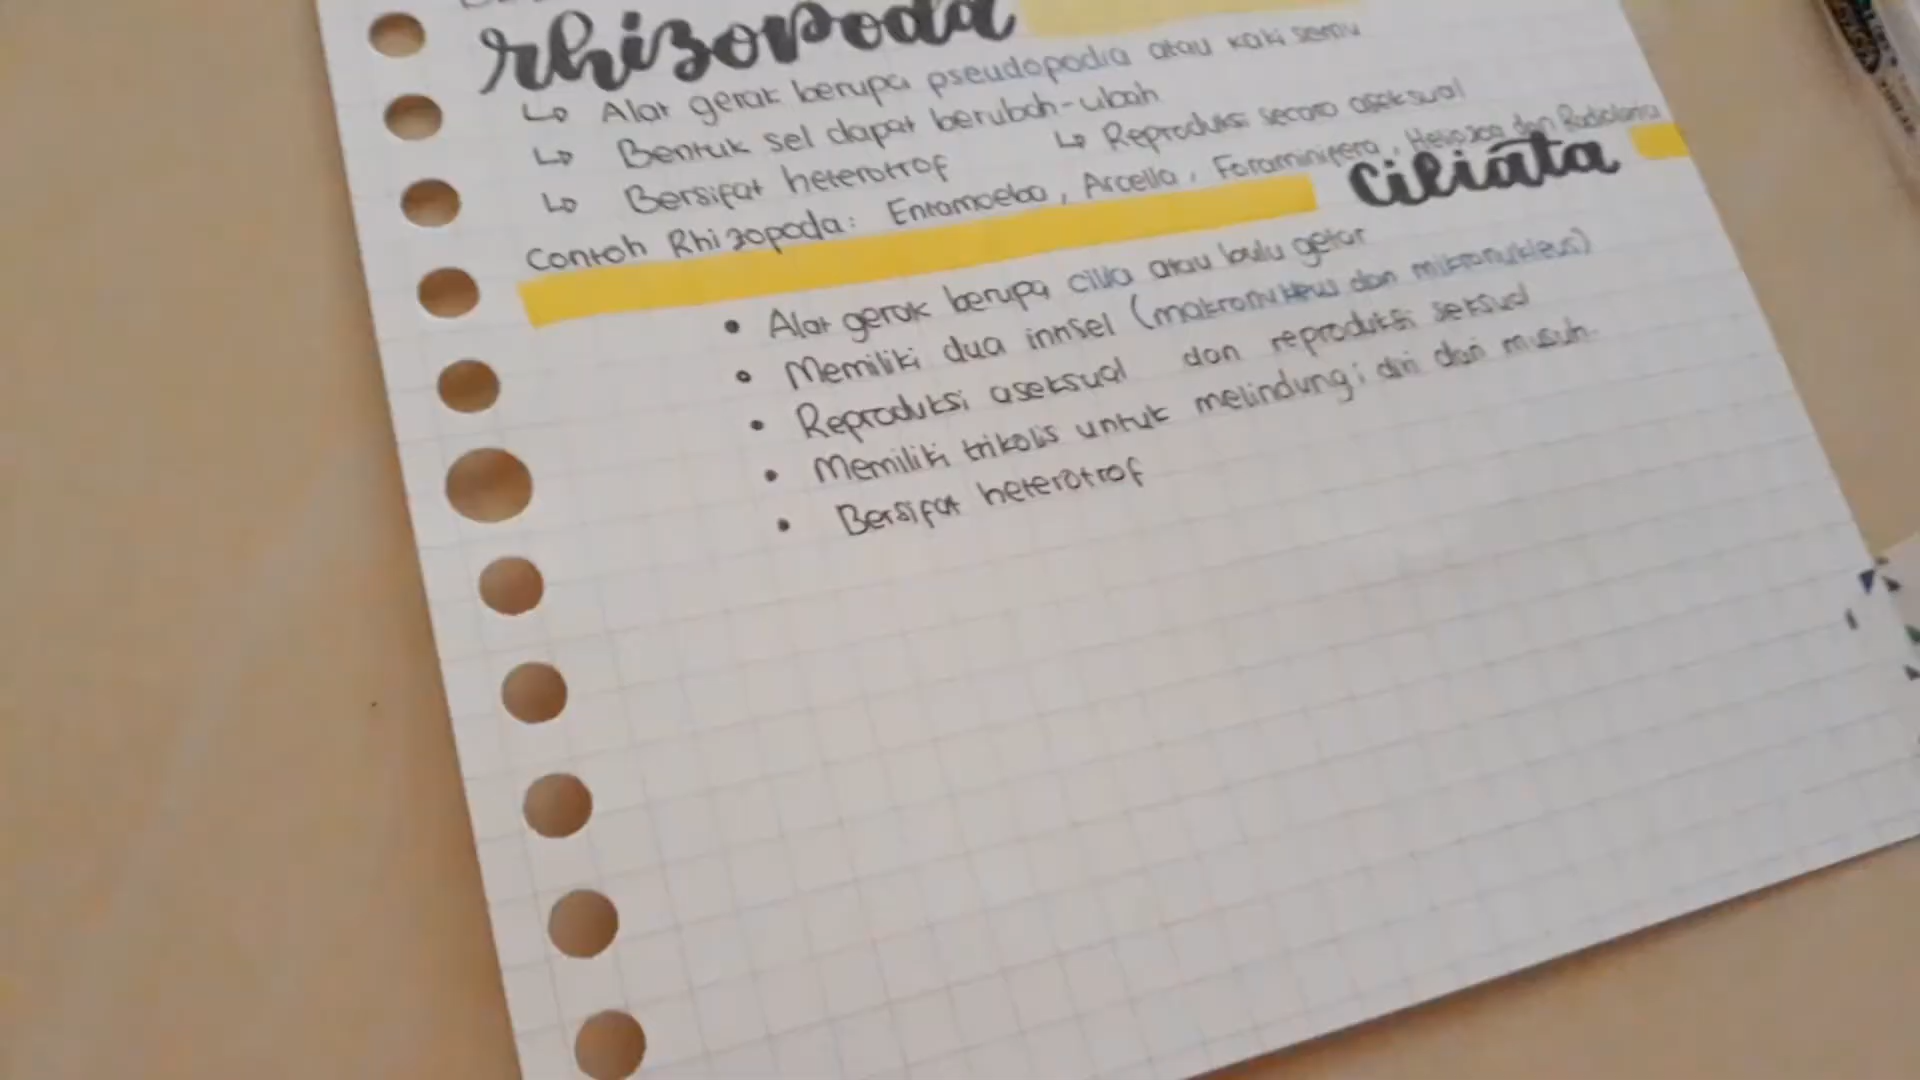 rhizopoda
↳ Alat gerak berupa pseudopodia atau kaki semu
↳ Bentuk sel dapat berubah-ubah
↳ Bersifat heterotrof
↳ Reproduksi secara aseksual
Contoh Rhizopoda: Entamoeba, Arcella, Foraminifera, Heliozoa dan Radiolaria
Ciliata
• Alat gerak berupa cilia atau bulu getar
• Memiliki dua innsel (makronukleus dan mikronukleus)
• Reproduksi aseksual dan reproduksi seksual
• Memiliki trikolis untuk melindungi diri dari musuh.
• Bersifat heterotrof